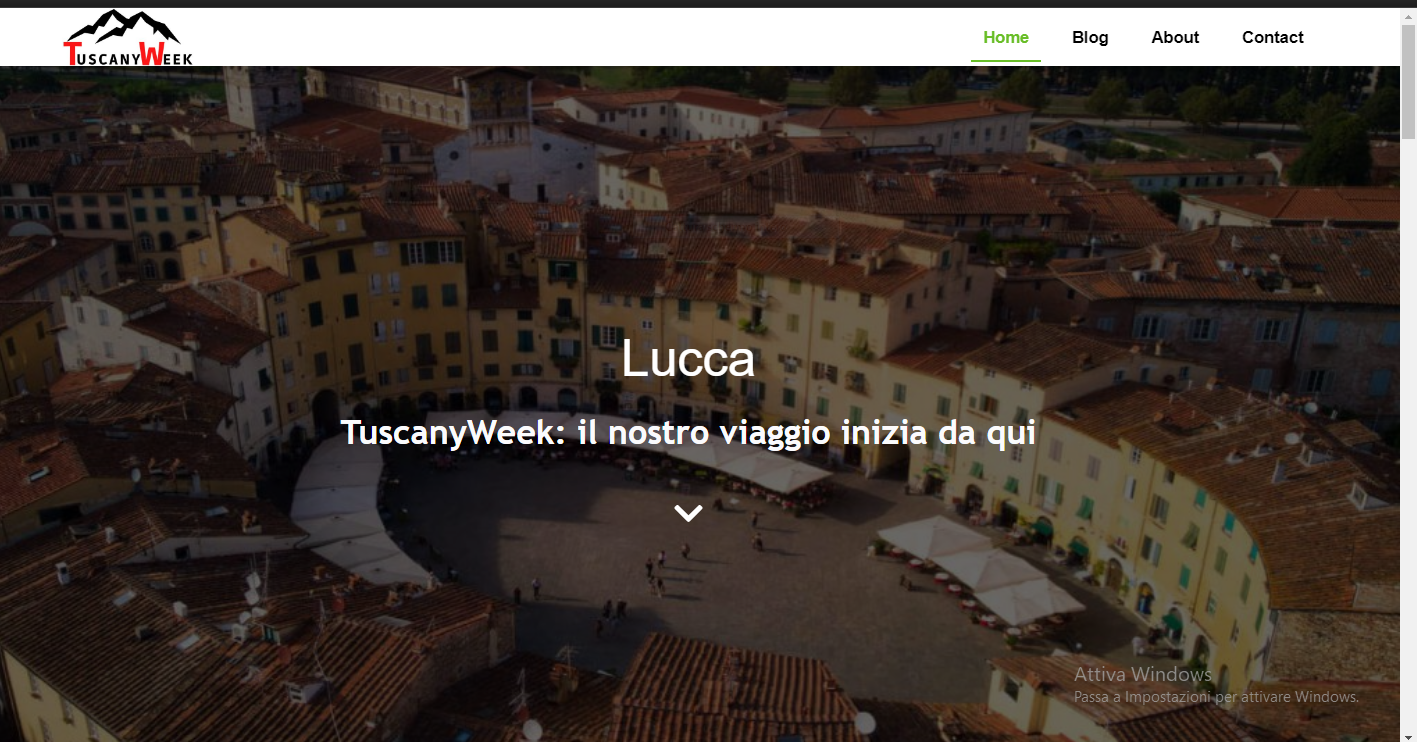 TUSCANYWEEK
Home Blog About Contact
Lucca
TuscanyWeek: il nostro viaggio inizia da qui
Attiva Windows
Passa a Impostazioni per attivare Windows.